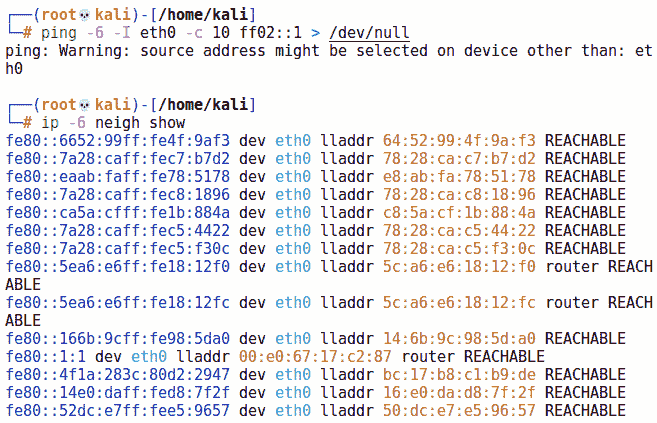 ┌──(root💀kali)-[/home/kali]
└─# ping -6 -I eth0 -c 10 ff02::1 > /dev/null
ping: Warning: source address might be selected on device other than: et
h0
┌──(root💀kali)-[/home/kali]
└─# ip -6 neigh show
fe80::6652:99ff:fe4f:9af3 dev eth0 lladdr 64:52:99:4f:9a:f3 REACHABLE
fe80::7a28:caff:fec7:b7d2 dev eth0 lladdr 78:28:ca:c7:b7:d2 REACHABLE
fe80::eaab:faff:fe78:5178 dev eth0 lladdr e8:ab:fa:78:51:78 REACHABLE
fe80::7a28:caff:fec8:1896 dev eth0 lladdr 78:28:ca:c8:18:96 REACHABLE
fe80::ca5a:cfff:fe1b:884a dev eth0 lladdr c8:5a:cf:1b:88:4a REACHABLE
fe80::7a28:caff:fec5:4422 dev eth0 lladdr 78:28:ca:c5:44:22 REACHABLE
fe80::7a28:caff:fec5:f30c dev eth0 lladdr 78:28:ca:c5:f3:0c REACHABLE
fe80::5ea6:e6ff:fe18:12f0 dev eth0 lladdr 5c:a6:e6:18:12:f0 router REACH
ABLE
fe80::5ea6:e6ff:fe18:12fc dev eth0 lladdr 5c:a6:e6:18:12:fc router REACH
ABLE
fe80::166b:9cff:fe98:5da0 dev eth0 lladdr 14:6b:9c:98:5d:a0 REACHABLE
fe80::1:1 dev eth0 lladdr 00:e0:67:17:c2:87 router REACHABLE
fe80::4f1a:283c:80d2:2947 dev eth0 lladdr bc:17:b8:c1:b9:de REACHABLE
fe80::14e0:daff:fed8:7f2f dev eth0 lladdr 16:e0:da:d8:7f:2f REACHABLE
fe80::52dc:e7ff:fee5:9657 dev eth0 lladdr 50:dc:e7:e5:96:57 REACHABLE